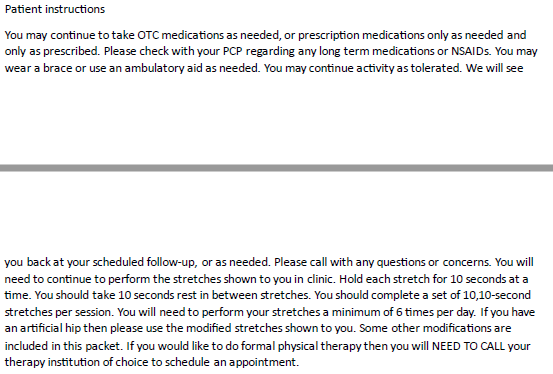 Patient instructions
You may continue to take OTC medications as needed, or prescription medications only as needed and
only as prescribed. Please check with your PCP regarding any long term medications or NSAIDs. You may
wear a brace or use an ambulatory aid as needed. You may continue activity as tolerated. We will see
you back at your scheduled follow-up, or as needed. Please call with any questions or concerns. You will
need to continue to perform the stretches shown to you in clinic. Hold each stretch for 10 seconds at a
time. You should take 10 seconds rest in between stretches. You should complete a set of 10,10-second
stretches per session. You will need to perform your stretches a minimum of 6 times per day. If you have
an artificial hip then please use the modified stretches shown to you. Some other modifications are
included in this packet. If you would like to do formal physical therapy then you will NEED TO CALL your
therapy institution of choice to schedule an appointment.